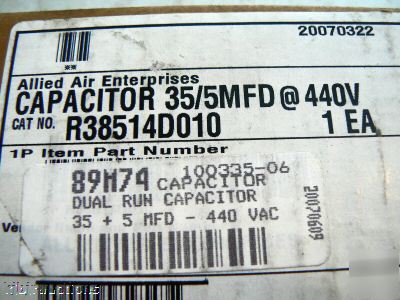 20070322
Allied Air Enterprises
CAPACITOR 35/5MFD @ 440V
CAT NO. R38514D010 1 EA
1P Item Part Number
89M74 100335-06
CAPACITOR
DUAL RUN CAPACITOR
35 + 5 MFD - 440 VAC
20070609